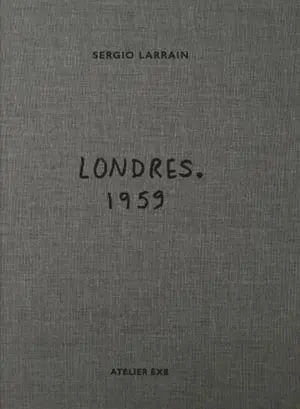 SERGIO LARRAIN
LONDRES.
1959
ATELIER EXB